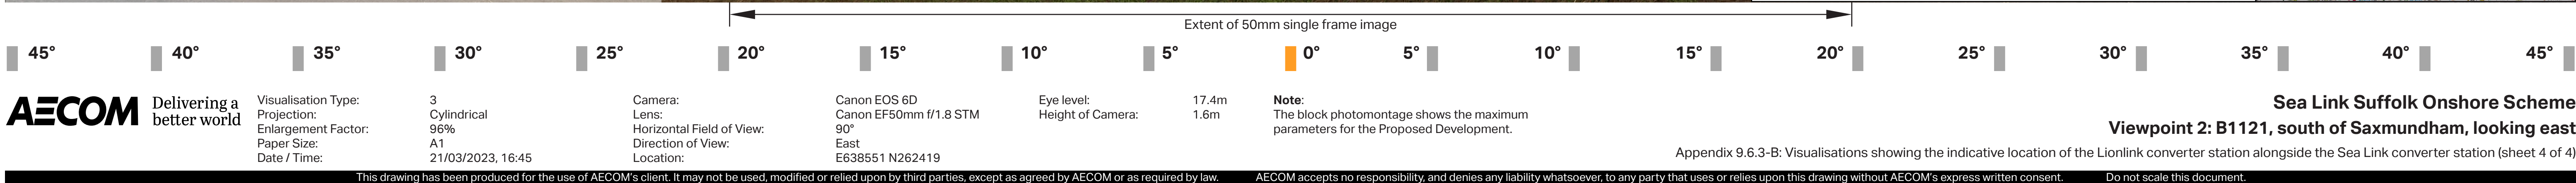 Extent of 50mm single frame image
45° 40° 35° 30° 25° 20° 15° 10° 5° 0° 5° 10° 15° 20° 25° 30° 35° 40° 45°
AECOM
Delivering a
better world
Visualisation Type: 3
Projection: Cylindrical
Enlargement Factor: 96%
Paper Size: A1
Date / Time: 21/03/2023, 16:45
Camera: Canon EOS 6D
Lens: Canon EF50mm f/1.8 STM
Horizontal Field of View: 90°
Direction of View: East
Location: E638551 N262419
Eye level: 17.4m
Height of Camera: 1.6m
Note:
The block photomontage shows the maximum
parameters for the Proposed Development.
Sea Link Suffolk Onshore Scheme
Viewpoint 2: B1121, south of Saxmundham, looking east
Appendix 9.6.3-B: Visualisations showing the indicative location of the Lionlink converter station alongside the Sea Link converter station (sheet 4 of 4)
This drawing has been produced for the use of AECOM's client. It may not be used, modified or relied upon by third parties, except as agreed by AECOM or as required by law. AECOM accepts no responsibility, and denies any liability whatsoever, to any party that uses or relies upon this drawing without AECOM's express written consent. Do not scale this document.